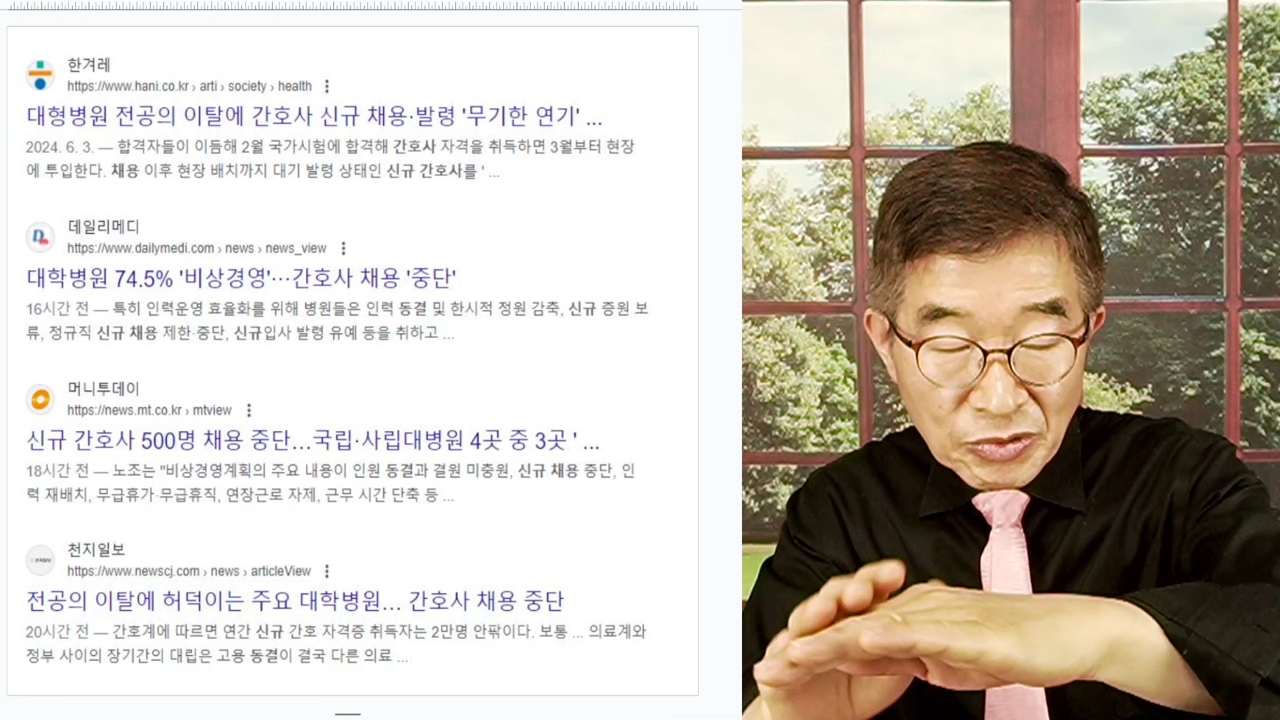 한겨레
https://www.hani.co.kr › arti › society › health
대형병원 전공의 이탈에 간호사 신규 채용·발령 '무기한 연기' ...
2024. 6. 3. — 합격자들이 이듬해 2월 국가시험에 합격해 간호사 자격을 취득하면 3월부터 현장
에 투입한다. 채용 이후 현장 배치까지 대기 발령 상태인 신규 간호사를 ' ...
데일리메디
https://www.dailymedi.com › news › news_view
대학병원 74.5% '비상경영'…간호사 채용 '중단'
16시간 전 — 특히 인력운영 효율화를 위해 병원들은 인력 동결 및 한시적 정원 감축, 신규 증원 보
류, 정규직 신규 채용 제한·중단, 신규입사 발령 유예 등을 취하고 ...
머니투데이
https://news.mt.co.kr › mtview
신규 간호사 500명 채용 중단…국립·사립대병원 4곳 중 3곳 ' ...
18시간 전 — 노조는 "비상경영계획의 주요 내용이 인원 동결과 결원 미충원, 신규 채용 중단, 인
력 재배치, 무급휴가·무급휴직, 연장근로 자제, 근무 시간 단축 등 ...
천지일보
https://www.newscj.com › news › articleView
전공의 이탈에 허덕이는 주요 대학병원… 간호사 채용 중단
20시간 전 — 간호계에 따르면 연간 신규 간호 자격증 취득자는 2만명 안팎이다. 보통 ... 의료계와
정부 사이의 장기간의 대립은 고용 동결이 결국 다른 의료 ...